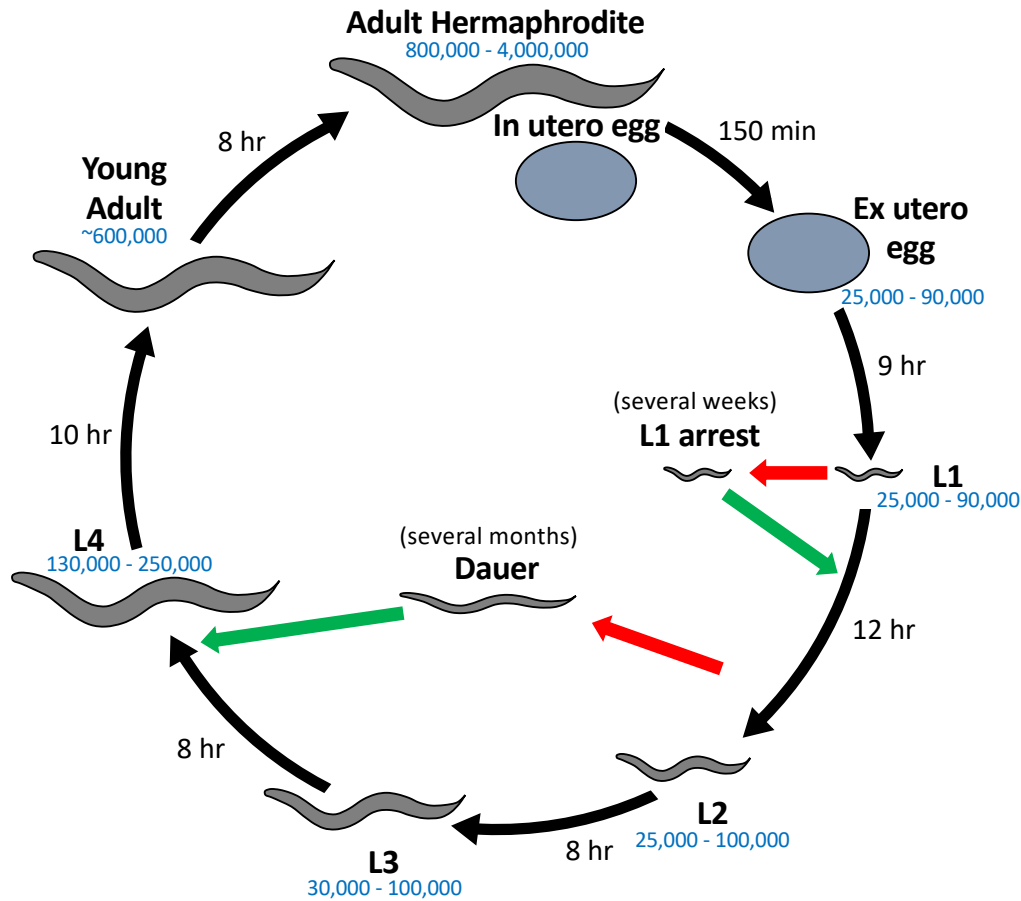 Adult Hermaphrodite
800,000 - 4,000,000
In utero egg
150 min
Ex utero
egg
25,000 - 90,000
9 hr
L1
25,000 - 90,000
(several weeks)
L1 arrest
12 hr
L2
25,000 - 100,000
8 hr
L3
30,000 - 100,000
8 hr
(several months)
Dauer
L4
130,000 - 250,000
10 hr
Young
Adult
~600,000
8 hr